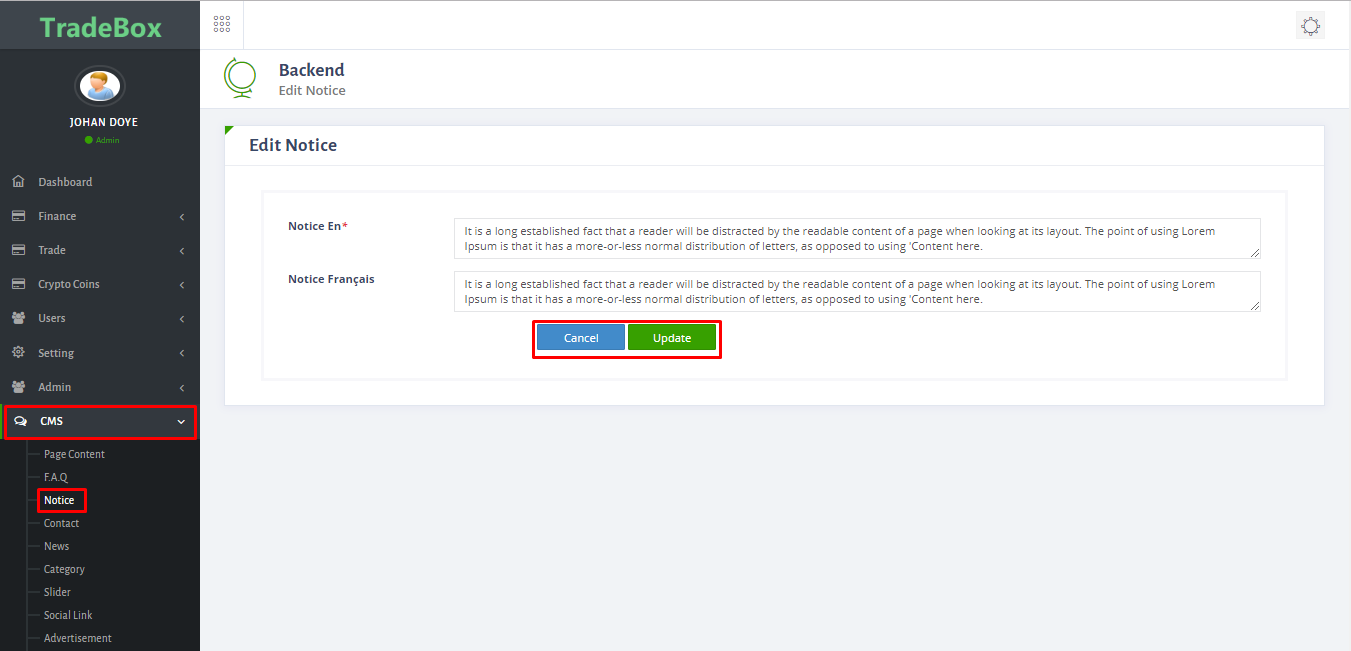 TradeBox
JOHAN DOYE
Admin
Dashboard
Finance
Trade
Crypto Coins
Users
Setting
Admin
CMS
Page Content
F.A.Q
Notice
Contact
News
Category
Slider
Social Link
Advertisement
Backend
Edit Notice
Edit Notice
Notice En*
It is a long established fact that a reader will be distracted by the readable content of a page when looking at its layout. The point of using Lorem
Ipsum is that it has a more-or-less normal distribution of letters, as opposed to using 'Content here.
Notice Français
It is a long established fact that a reader will be distracted by the readable content of a page when looking at its layout. The point of using Lorem
Ipsum is that it has a more-or-less normal distribution of letters, as opposed to using 'Content here.
Cancel Update